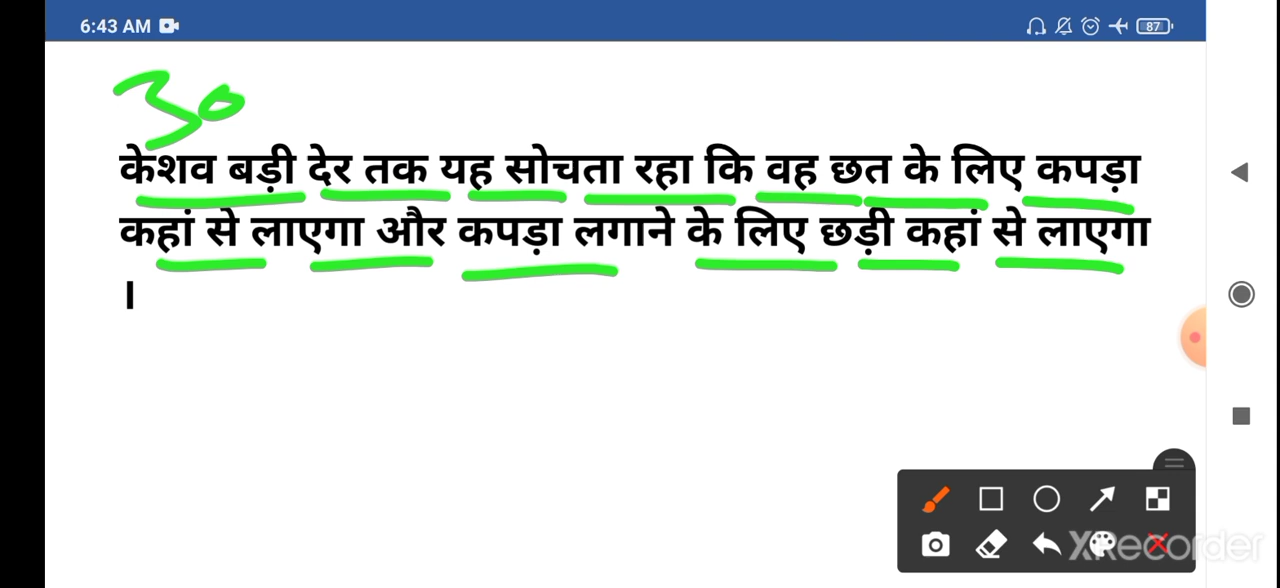 6:43 AM
87
30
केशव बड़ी देर तक यह सोचता रहा कि वह छत के लिए कपड़ा
कहां से लाएगा और कपड़ा लगाने के लिए छड़ी कहां से लाएगा
।
XRecorder